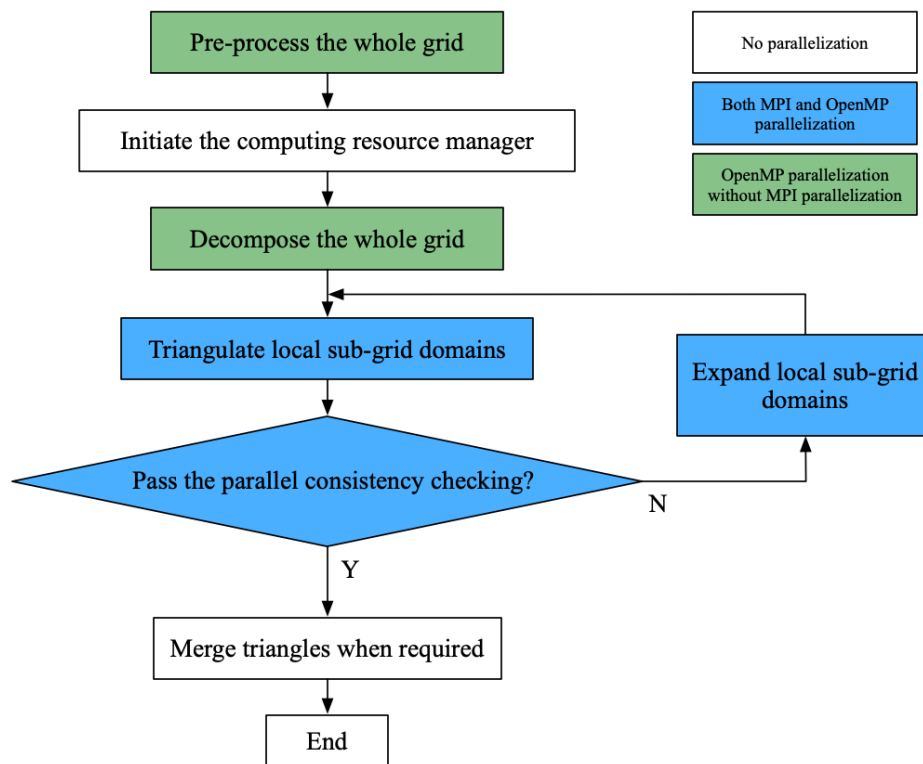 Pre-process the whole grid
Initiate the computing resource manager
Decompose the whole grid
Triangulate local sub-grid domains
Expand local sub-grid
domains
Pass the parallel consistency checking?
N
Y
Merge triangles when required
End
No parallelization
Both MPI and OpenMP
parallelization
OpenMP parallelization
without MPI parallelization